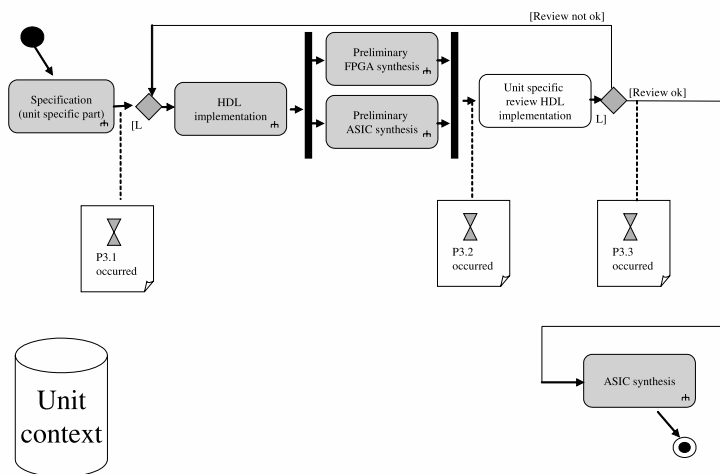 [Review not ok]
Preliminary
FPGA synthesis
Specification
(unit specific part)
HDL
implementation
Preliminary
ASIC synthesis
Unit specific
review HDL
implementation
[Review ok]
[L
L]
P3.1
occurred
P3.2
occurred
P3.3
occurred
ASIC synthesis
Unit
context